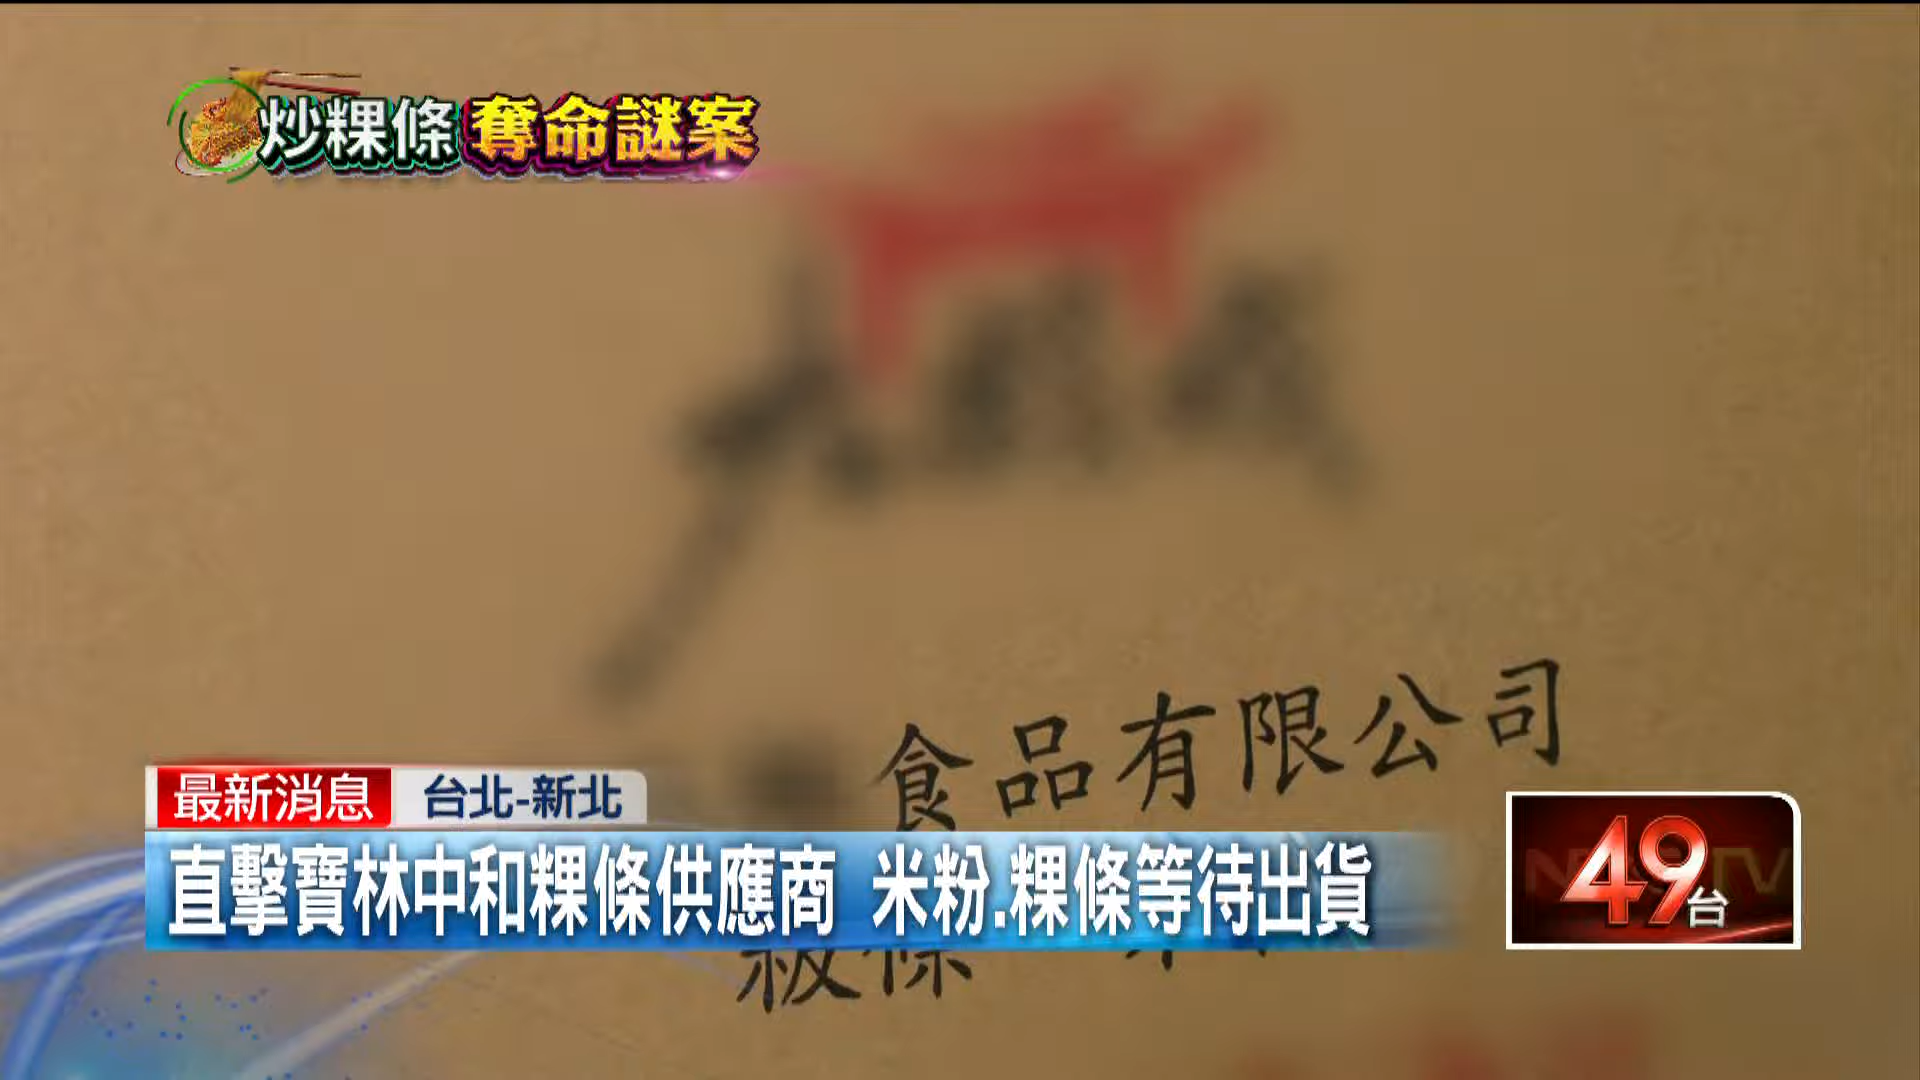 炒粿條 奪命謎案
食品有限公司
最新消息 台北-新北
直擊寶林中和粿條供應商 米粉.粿條等待出貨
49台
粄條